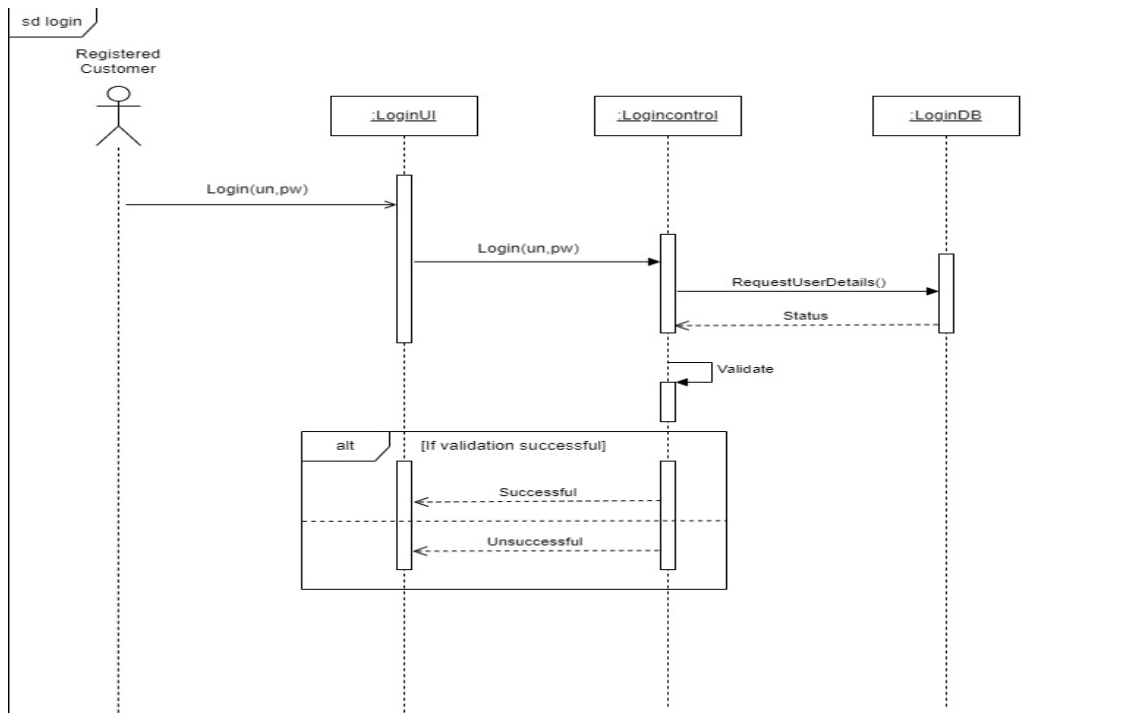 sd login
Registered
Customer
:LoginUI
:Logincontrol
:LoginDB
Login(un,pw)
Login(un,pw)
RequestUserDetails()
Status
Validate
alt
[If validation successful]
Successful
Unsuccessful